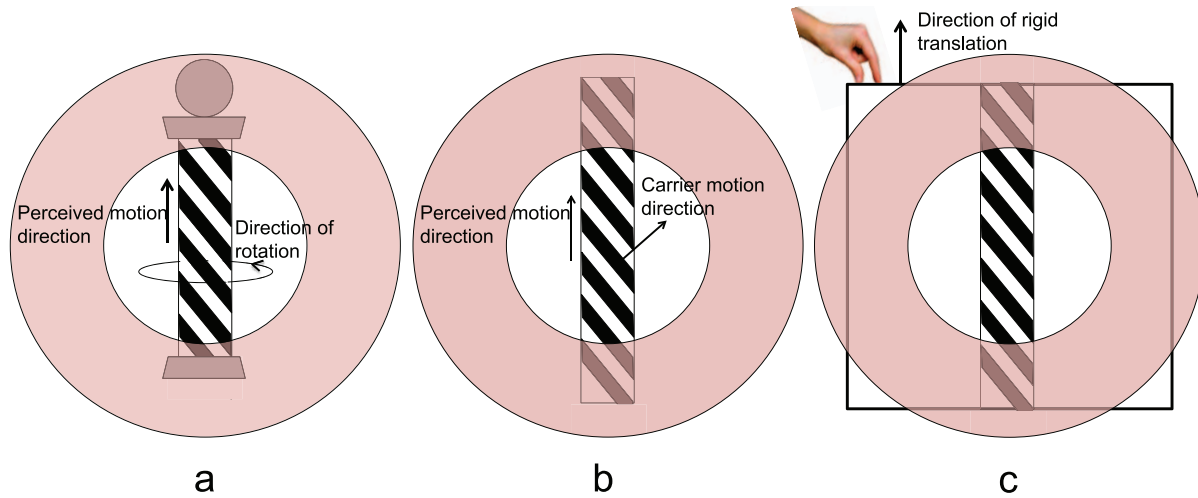 Perceived motion
direction
Direction of
rotation
a
Perceived motion
direction
Carrier motion
direction
b
Direction of rigid
translation
c